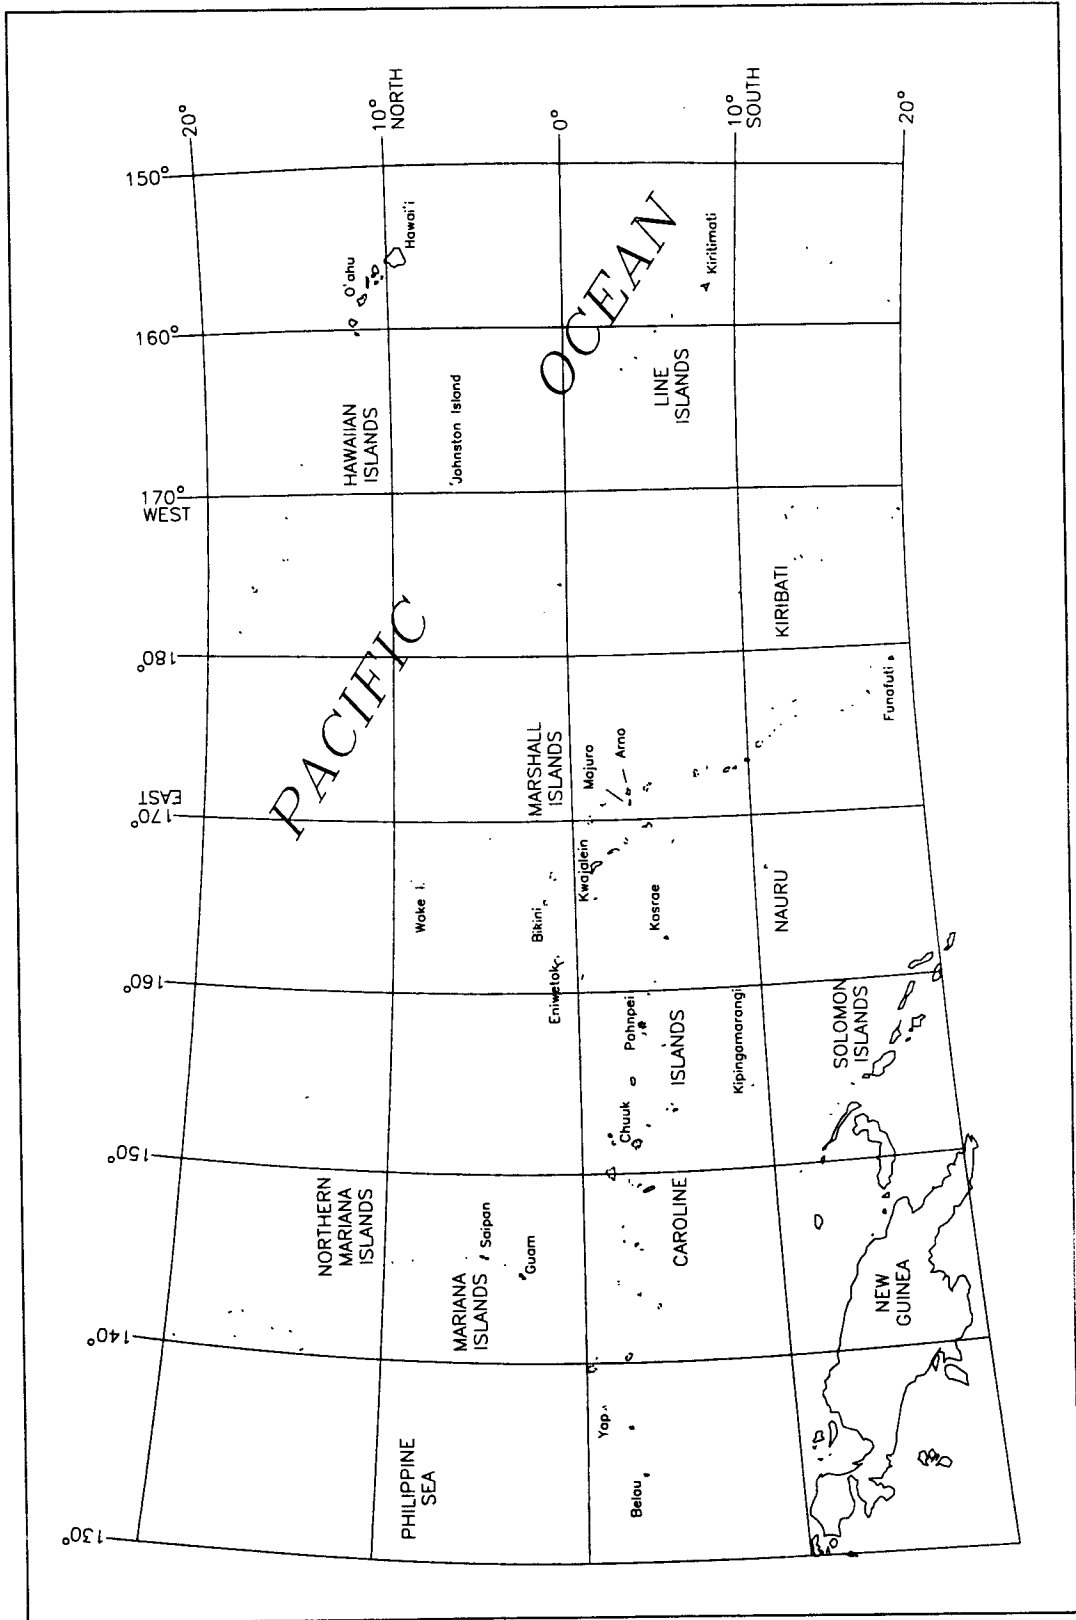 20°
10°
NORTH
0°
10°
SOUTH
20°
150°
160°
170°
WEST
180°
170°
EAST
160°
150°
140°
130°
PACIFIC
OCEAN
HAWAIIAN
ISLANDS
O'ahu
Hawai'i
Johnston Island
LINE
ISLANDS
Kiritimati
KIRIBATI
Funafuti
MARSHALL
ISLANDS
Majuro
Arno
Kwajalein
Wake I.
Bikini
Eniwetok
Kosrae
NAURU
Pohnpei
Chuuk
CAROLINE
ISLANDS
Kipingamarangi
SOLOMON
ISLANDS
NORTHERN
MARIANA
ISLANDS
Saipan
MARIANA
ISLANDS
Guam
NEW
GUINEA
PHILIPPINE
SEA
Yap
Belau